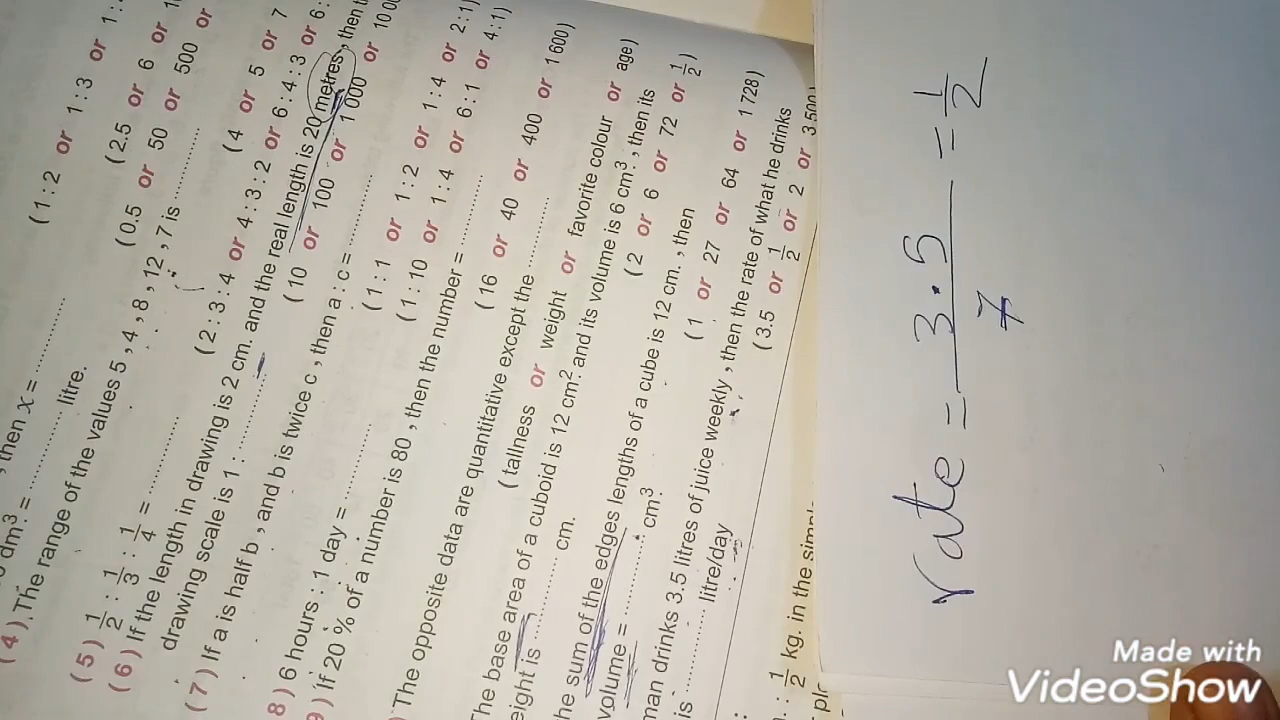 (1 : 2 or 1 : 3 or 1 :
, then x = ............
(2.5 or 6 or
dm³ = ............ litre.
(0.5 or 50 or 500 or
(4) The range of the values 5 , 4 , 8 , 12 , 7 is ............
(4 or 5 or 7
(5) 1/2 : 1/3 : 1/4 = ............
(2 : 3 : 4 or 4 : 3 : 2 or 6 : 4 : 3 or 6 :
(6) If the length in drawing is 2 cm. and the real length is 20 metres , then
drawing scale is 1 : ............
(10 or 100 or 1 000 or
(7) If a is half b , and b is twice c , then a : c = ............
(1 : 1 or 1 : 2 or 1 : 4 or 2 : 1)
8) 6 hours : 1 day = ............
(1 : 10 or 1 : 4 or 6 : 1 or 4 : 1)
9) If 20 % of a number is 80 , then the number = ............
(16 or 40 or 400 or 1 600)
) The opposite data are quantitative except the ............
(tallness or weight or favorite colour or age)
he base area of a cuboid is 12 cm² and its volume is 6 cm³. , then its
eight is ............ cm.
(2 or 6 or 72 or 1/2)
he sum of the edges lengths of a cube is 12 cm. , then
volume = ............ cm³
(1 or 27 or 64 or 1 728)
man drinks 3.5 litres of juice weekly , then the rate of what he drinks
is ............ litre/day
(3.5 or 1/2 or 2 or 3 500)
: 1/2 kg. in the
rate = 3.5/7 = 1/2
Made with
VideoShow